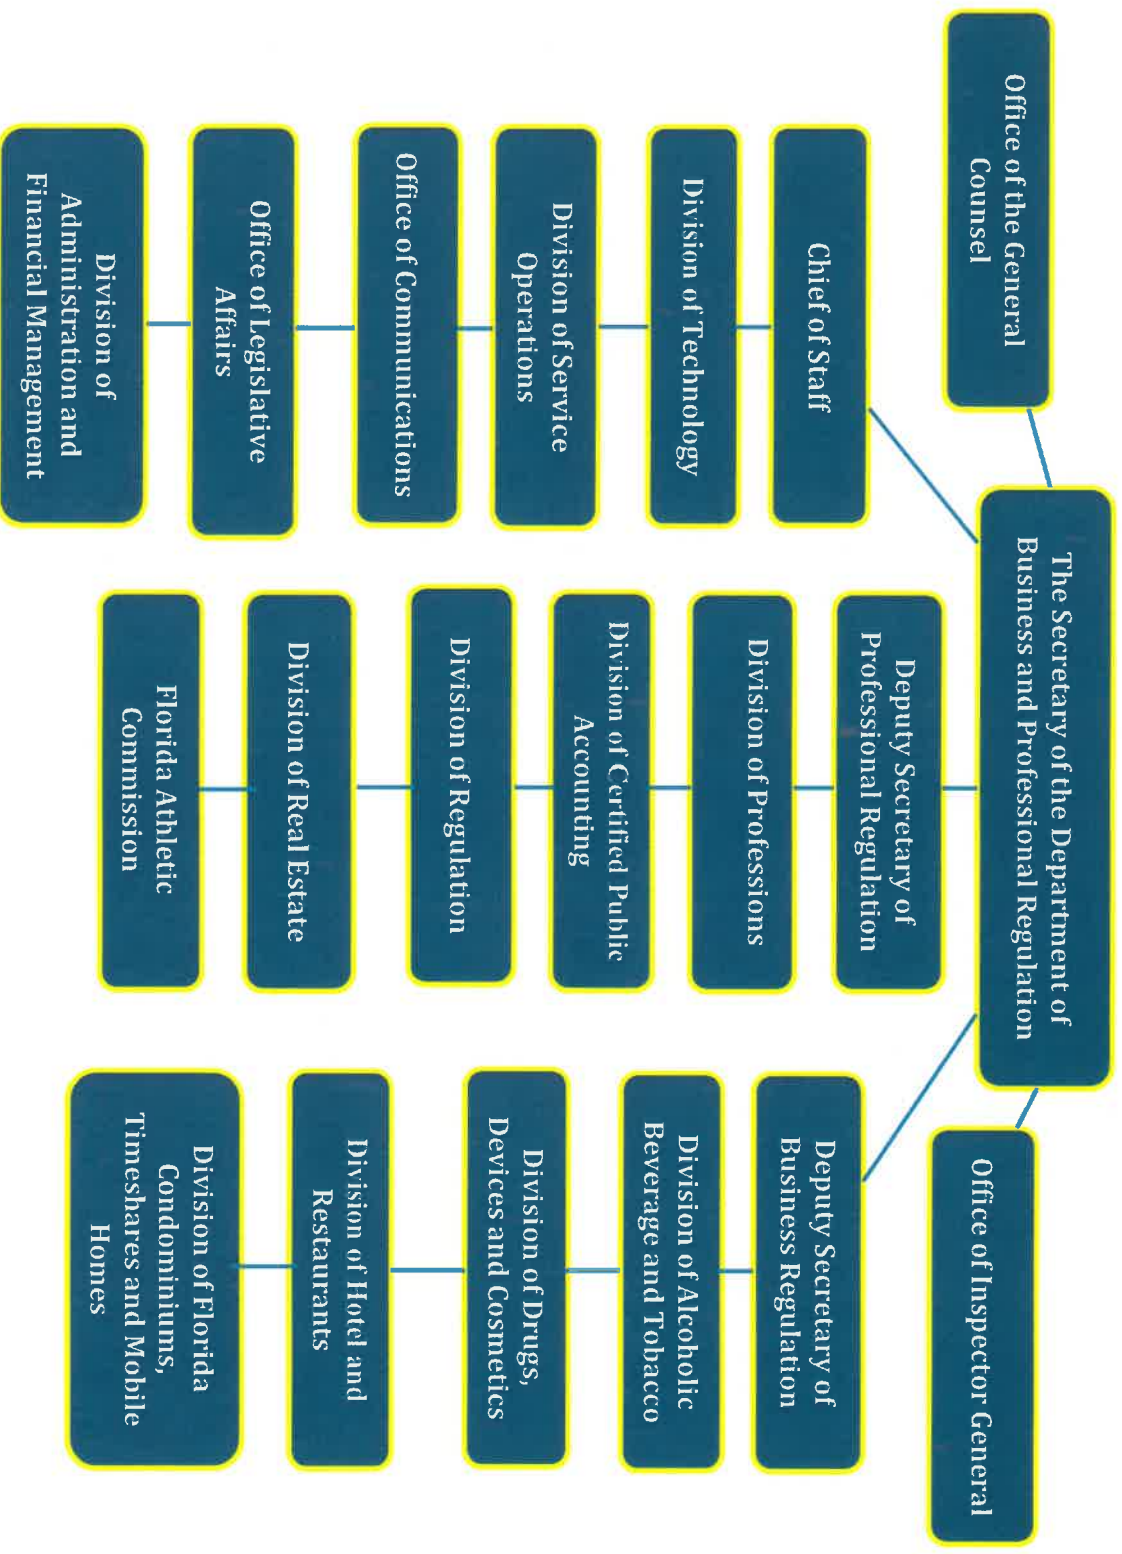 The Secretary of the Department of
Business and Professional Regulation
Office of the General
Counsel
Office of Inspector General
Chief of Staff
Division of Technology
Division of Service
Operations
Office of Communications
Office of Legislative
Affairs
Division of
Administration and
Financial Management
Deputy Secretary of
Professional Regulation
Division of Professions
Division of Certified Public
Accounting
Division of Regulation
Division of Real Estate
Florida Athletic
Commission
Deputy Secretary of
Business Regulation
Division of Alcoholic
Beverage and Tobacco
Division of Drugs,
Devices and Cosmetics
Division of Hotel and
Restaurants
Division of Florida
Condominiums,
Timeshares and Mobile
Homes